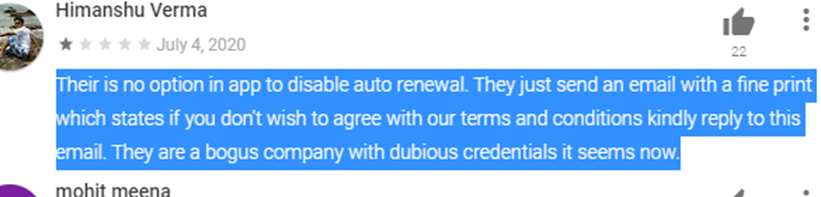 Himanshu Verma
July 4, 2020
22
Their is no option in app to disable auto renewal. They just send an email with a fine print
which states if you don't wish to agree with our terms and conditions kindly reply to this
email. They are a bogus company with dubious credentials it seems now.
mohit meena